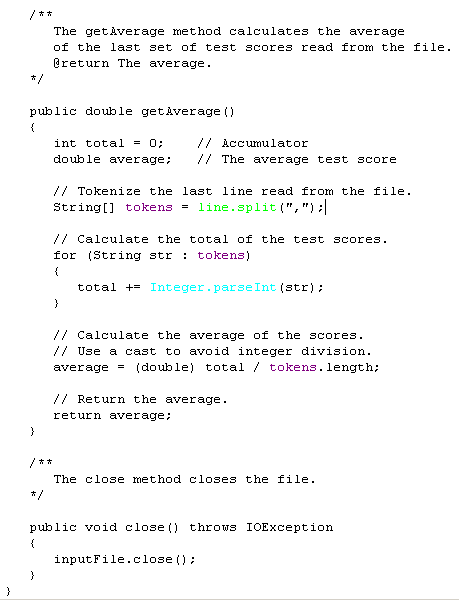 /**
The getAverage method calculates the average
of the last set of test scores read from the file.
@return The average.
*/
public double getAverage()
{
int total = 0;    // Accumulator
double average;   // The average test score
// Tokenize the last line read from the file.
String[] tokens = line.split(",");
// Calculate the total of the test scores.
for (String str : tokens)
{
total += Integer.parseInt(str);
}
// Calculate the average of the scores.
// Use a cast to avoid integer division.
average = (double) total / tokens.length;
// Return the average.
return average;
}
/**
The close method closes the file.
*/
public void close() throws IOException
{
inputFile.close();
}
}